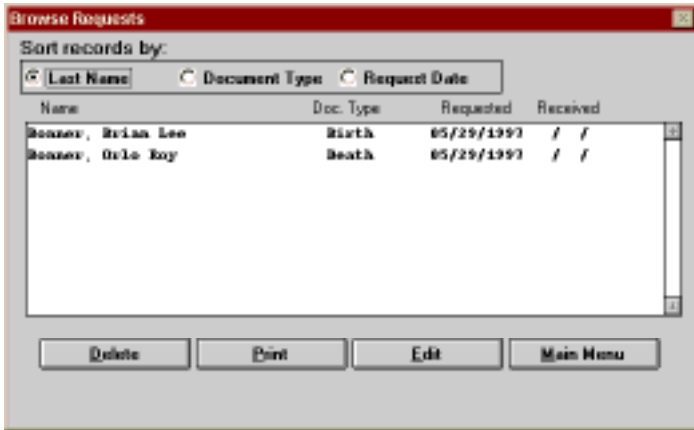 Browse Requests
Sort records by:
Last Name Document Type Request Date
Name Doc. Type Requested Received
Bonner, Brian Lee Birth 05/29/1997 / /
Bonner, Orlo Roy Death 05/29/1997 / /
Delete Print Edit Main Menu